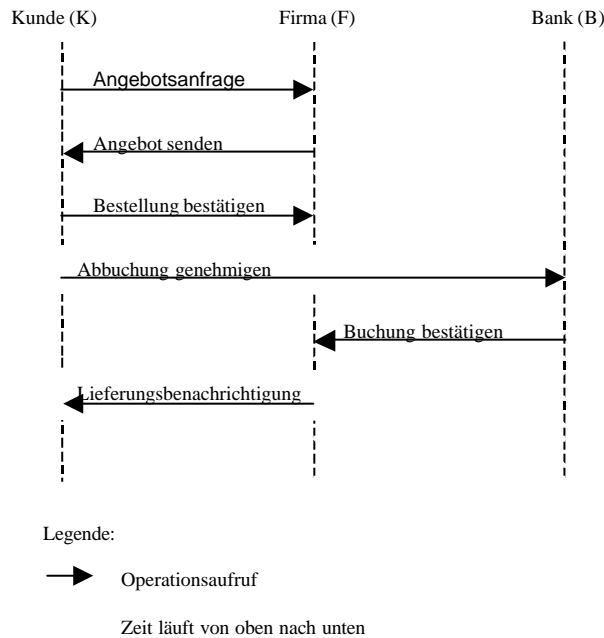 Kunde (K) Firma (F) Bank (B)
Angebotsanfrage
Angebot senden
Bestellung bestätigen
Abbuchung genehmigen
Buchung bestätigen
Lieferungsbenachrichtigung
Legende:
Operationsaufruf
Zeit läuft von oben nach unten